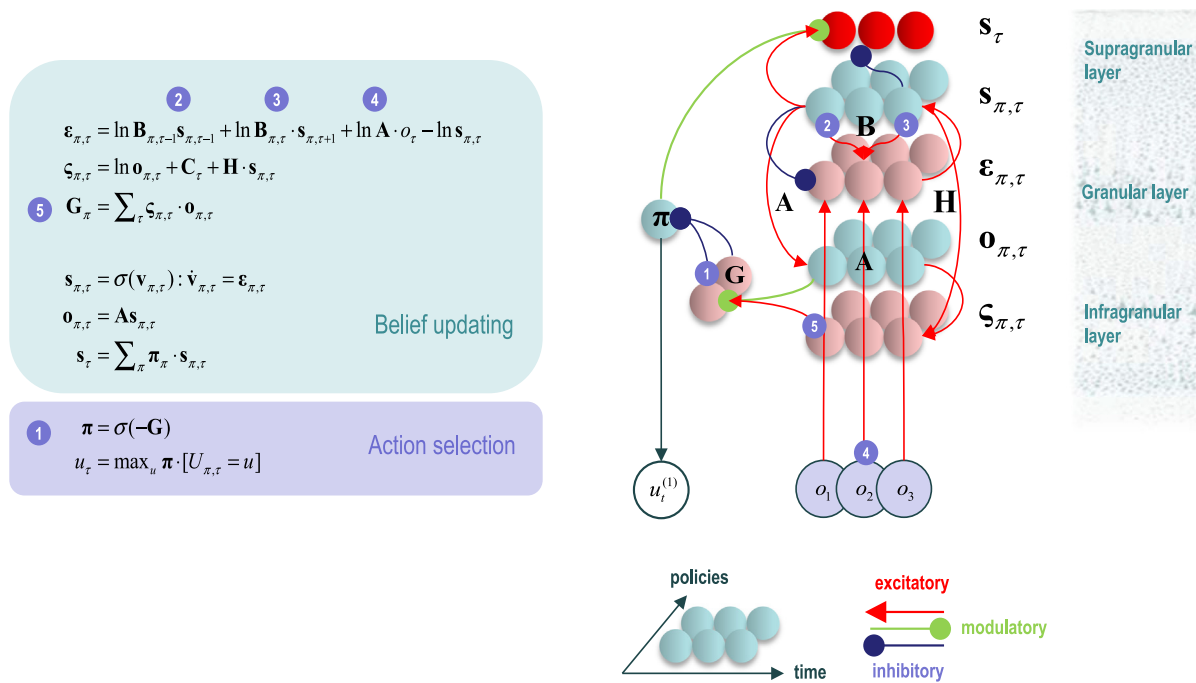 2 3 4
ε_{π,τ} = ln B_{π,τ−1} s_{π,τ−1} + ln B_{π,τ} · s_{π,τ+1} + ln A · o_τ − ln s_{π,τ}
ς_{π,τ} = ln o_{π,τ} + C_τ + H · s_{π,τ}
5 G_π = ∑_τ ς_{π,τ} · o_{π,τ}
s_{π,τ} = σ(v_{π,τ}) : v̇_{π,τ} = ε_{π,τ}
o_{π,τ} = As_{π,τ}
Belief updating
s_τ = ∑_π π_π · s_{π,τ}
1 π = σ(−G)
Action selection
u_τ = max_u π · [U_{π,τ} = u]
s_τ
Supragranular
layer
s_{π,τ}
B
2 3
ε_{π,τ}
Granular layer
A
H
π
o_{π,τ}
1
G
A
ς_{π,τ}
Infragranular
layer
5
4
u_t^{(1)}
o_1 o_2 o_3
policies
time
excitatory
modulatory
inhibitory